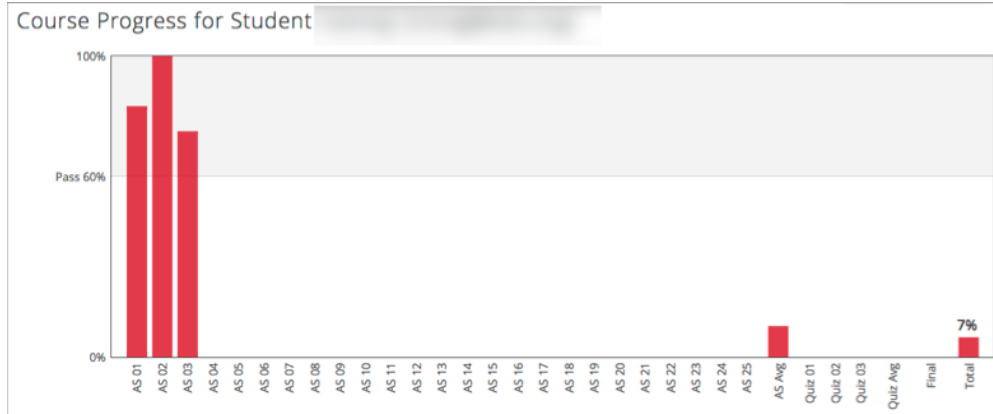 Course Progress for Student
100%
Pass 60%
0%
7%
AS 01
AS 02
AS 03
AS 04
AS 05
AS 06
AS 07
AS 08
AS 09
AS 10
AS 11
AS 12
AS 13
AS 14
AS 15
AS 16
AS 17
AS 18
AS 19
AS 20
AS 21
AS 22
AS 23
AS 24
AS 25
AS Avg
Quiz 01
Quiz 02
Quiz 03
Quiz Avg
Final
Total